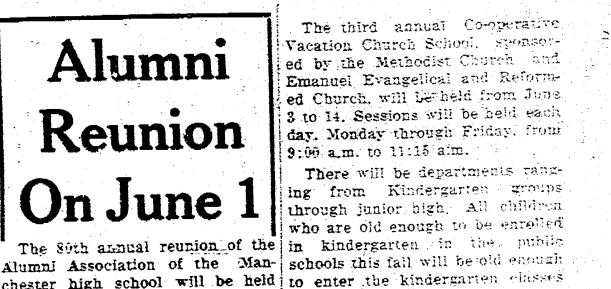 Alumni
Reunion
On June 1
The 89th annual reunion of the
Alumni Association of the Man-
chester high school will be held
The third annual Co-operative
Vacation Church School, sponsor-
ed by the Methodist Church and
Emanuel Evangelical and Reform-
ed Church, will be held from June
3 to 14. Sessions will be held each
day, Monday through Friday, from
9:00 a.m. to 11:15 a.m.
There will be departments rang-
ing from Kindergarten groups
through junior high. All children
who are old enough to be enrolled
in kindergarten in the public
schools this fall will be old enough
to enter the kindergarten classes